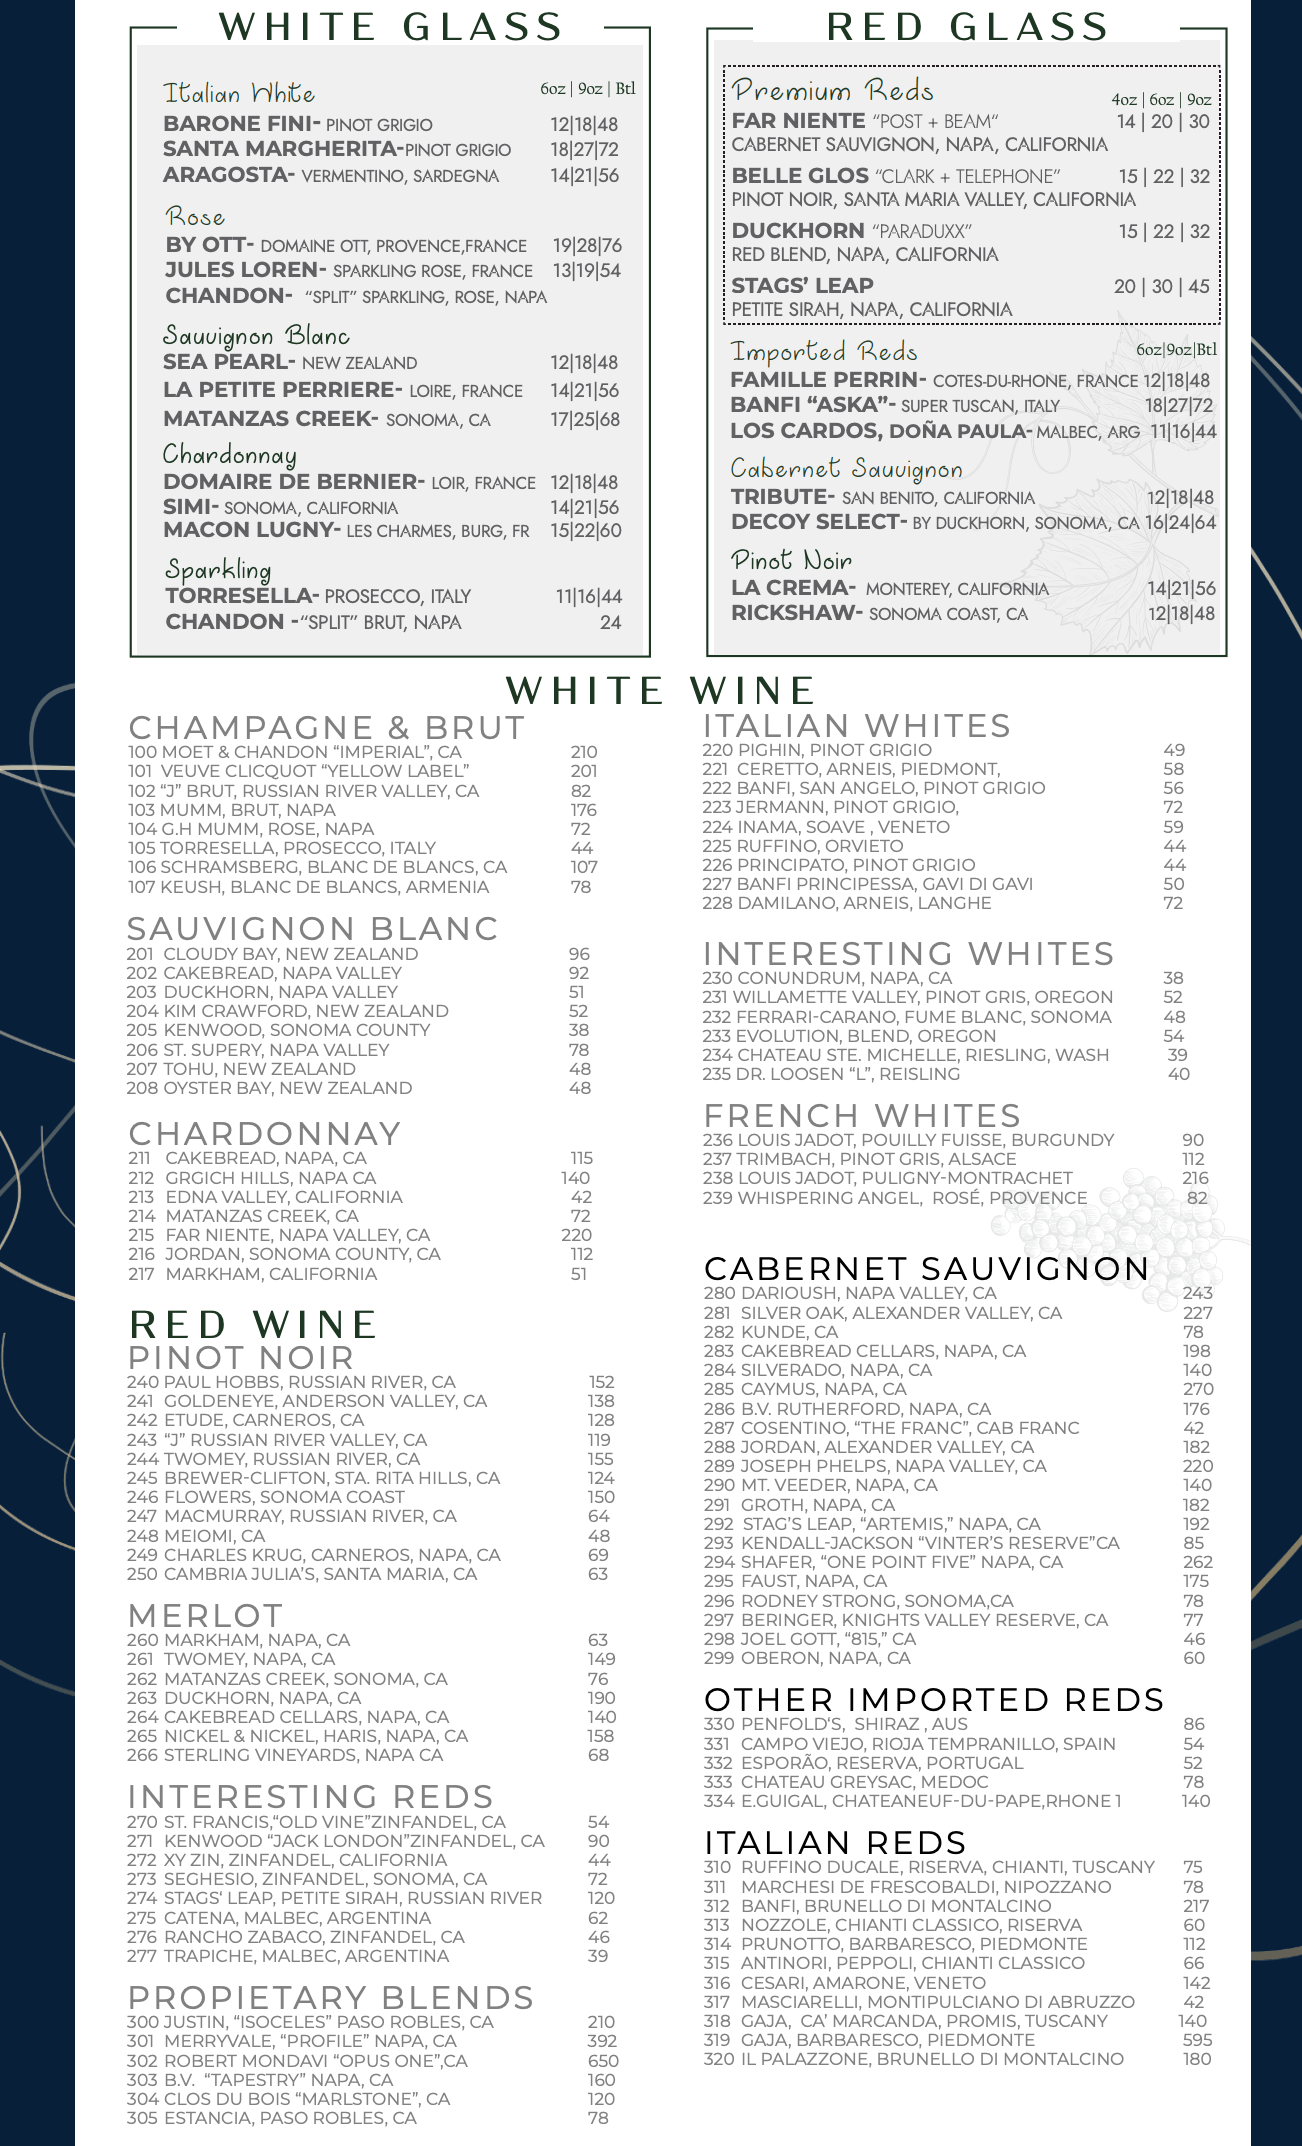 WHITE GLASS
Italian White 6oz | 9oz | Btl
BARONE FINI- PINOT GRIGIO 12|18|48
SANTA MARGHERITA-PINOT GRIGIO 18|27|72
ARAGOSTA- VERMENTINO, SARDEGNA 14|21|56
Rose
BY OTT- DOMAINE OTT, PROVENCE,FRANCE 19|28|76
JULES LOREN- SPARKLING ROSE, FRANCE 13|19|54
CHANDON- “SPLIT” SPARKLING, ROSE, NAPA
Sauvignon Blanc
SEA PEARL- NEW ZEALAND 12|18|48
LA PETITE PERRIERE- LOIRE, FRANCE 14|21|56
MATANZAS CREEK- SONOMA, CA 17|25|68
Chardonnay
DOMAIRE DE BERNIER- LOIR, FRANCE 12|18|48
SIMI- SONOMA, CALIFORNIA 14|21|56
MACON LUGNY- LES CHARMES, BURG, FR 15|22|60
Sparkling
TORRESELLA- PROSECCO, ITALY 11|16|44
CHANDON -“SPLIT” BRUT, NAPA 24
RED GLASS
Premium Reds 4oz | 6oz | 9oz
FAR NIENTE “POST + BEAM“ 14 | 20 | 30
CABERNET SAUVIGNON, NAPA, CALIFORNIA
BELLE GLOS “CLARK + TELEPHONE” 15 | 22 | 32
PINOT NOIR, SANTA MARIA VALLEY, CALIFORNIA
DUCKHORN “PARADUXX” 15 | 22 | 32
RED BLEND, NAPA, CALIFORNIA
STAGS’ LEAP 20 | 30 | 45
PETITE SIRAH, NAPA, CALIFORNIA
Imported Reds 6oz|9oz|Btl
FAMILLE PERRIN- COTES-DU-RHONE, FRANCE 12|18|48
BANFI “ASKA”- SUPER TUSCAN, ITALY 18|27|72
LOS CARDOS, DOÑA PAULA- MALBEC, ARG 11|16|44
Cabernet Sauvignon
TRIBUTE- SAN BENITO, CALIFORNIA 12|18|48
DECOY SELECT- BY DUCKHORN, SONOMA, CA 16|24|64
Pinot Noir
LA CREMA- MONTEREY, CALIFORNIA 14|21|56
RICKSHAW- SONOMA COAST, CA 12|18|48
WHITE WINE
CHAMPAGNE & BRUT
100 MOET & CHANDON “IMPERIAL”, CA 210
101 VEUVE CLICQUOT “YELLOW LABEL” 201
102 “J” BRUT, RUSSIAN RIVER VALLEY, CA 82
103 MUMM, BRUT, NAPA 176
104 G.H MUMM, ROSE, NAPA 72
105 TORRESELLA, PROSECCO, ITALY 44
106 SCHRAMSBERG, BLANC DE BLANCS, CA 107
107 KEUSH, BLANC DE BLANCS, ARMENIA 78
SAUVIGNON BLANC
201 CLOUDY BAY, NEW ZEALAND 96
202 CAKEBREAD, NAPA VALLEY 92
203 DUCKHORN, NAPA VALLEY 51
204 KIM CRAWFORD, NEW ZEALAND 52
205 KENWOOD, SONOMA COUNTY 38
206 ST. SUPERY, NAPA VALLEY 78
207 TOHU, NEW ZEALAND 48
208 OYSTER BAY, NEW ZEALAND 48
CHARDONNAY
211 CAKEBREAD, NAPA, CA 115
212 GRGICH HILLS, NAPA CA 140
213 EDNA VALLEY, CALIFORNIA 42
214 MATANZAS CREEK, CA 72
215 FAR NIENTE, NAPA VALLEY, CA 220
216 JORDAN, SONOMA COUNTY, CA 112
217 MARKHAM, CALIFORNIA 51
ITALIAN WHITES
220 PIGHIN, PINOT GRIGIO 49
221 CERETTO, ARNEIS, PIEDMONT, 58
222 BANFI, SAN ANGELO, PINOT GRIGIO 56
223 JERMANN, PINOT GRIGIO, 72
224 INAMA, SOAVE , VENETO 59
225 RUFFINO, ORVIETO 44
226 PRINCIPATO, PINOT GRIGIO 44
227 BANFI PRINCIPESSA, GAVI DI GAVI 50
228 DAMILANO, ARNEIS, LANGHE 72
INTERESTING WHITES
230 CONUNDRUM, NAPA, CA 38
231 WILLAMETTE VALLEY, PINOT GRIS, OREGON 52
232 FERRARI-CARANO, FUME BLANC, SONOMA 48
233 EVOLUTION, BLEND, OREGON 54
234 CHATEAU STE. MICHELLE, RIESLING, WASH 39
235 DR. LOOSEN “L”, REISLING 40
FRENCH WHITES
236 LOUIS JADOT, POUILLY FUISSE, BURGUNDY 90
237 TRIMBACH, PINOT GRIS, ALSACE 112
238 LOUIS JADOT, PULIGNY-MONTRACHET 216
239 WHISPERING ANGEL, ROSÉ, PROVENCE 82
RED WINE
PINOT NOIR
240 PAUL HOBBS, RUSSIAN RIVER, CA 152
241 GOLDENEYE, ANDERSON VALLEY, CA 138
242 ETUDE, CARNEROS, CA 128
243 “J” RUSSIAN RIVER VALLEY, CA 119
244 TWOMEY, RUSSIAN RIVER, CA 155
245 BREWER-CLIFTON, STA. RITA HILLS, CA 124
246 FLOWERS, SONOMA COAST 150
247 MACMURRAY, RUSSIAN RIVER, CA 64
248 MEIOMI, CA 48
249 CHARLES KRUG, CARNEROS, NAPA, CA 69
250 CAMBRIA JULIA’S, SANTA MARIA, CA 63
MERLOT
260 MARKHAM, NAPA, CA 63
261 TWOMEY, NAPA, CA 149
262 MATANZAS CREEK, SONOMA, CA 76
263 DUCKHORN, NAPA, CA 190
264 CAKEBREAD CELLARS, NAPA, CA 140
265 NICKEL & NICKEL, HARIS, NAPA, CA 158
266 STERLING VINEYARDS, NAPA CA 68
INTERESTING REDS
270 ST. FRANCIS,“OLD VINE”ZINFANDEL, CA 54
271 KENWOOD “JACK LONDON”ZINFANDEL, CA 90
272 XY ZIN, ZINFANDEL, CALIFORNIA 44
273 SEGHESIO, ZINFANDEL, SONOMA, CA 72
274 STAGS‘ LEAP, PETITE SIRAH, RUSSIAN RIVER 120
275 CATENA, MALBEC, ARGENTINA 62
276 RANCHO ZABACO, ZINFANDEL, CA 46
277 TRAPICHE, MALBEC, ARGENTINA 39
PROPIETARY BLENDS
300 JUSTIN, “ISOCELES” PASO ROBLES, CA 210
301 MERRYVALE, “PROFILE” NAPA, CA 392
302 ROBERT MONDAVI “OPUS ONE”,CA 650
303 B.V. “TAPESTRY” NAPA, CA 160
304 CLOS DU BOIS “MARLSTONE”, CA 120
305 ESTANCIA, PASO ROBLES, CA 78
CABERNET SAUVIGNON
280 DARIOUSH, NAPA VALLEY, CA 243
281 SILVER OAK, ALEXANDER VALLEY, CA 227
282 KUNDE, CA 78
283 CAKEBREAD CELLARS, NAPA, CA 198
284 SILVERADO, NAPA, CA 140
285 CAYMUS, NAPA, CA 270
286 B.V. RUTHERFORD, NAPA, CA 176
287 COSENTINO, “THE FRANC”, CAB FRANC 42
288 JORDAN, ALEXANDER VALLEY, CA 182
289 JOSEPH PHELPS, NAPA VALLEY, CA 220
290 MT. VEEDER, NAPA, CA 140
291 GROTH, NAPA, CA 182
292 STAG’S LEAP, “ARTEMIS,” NAPA, CA 192
293 KENDALL-JACKSON “VINTER’S RESERVE”CA 85
294 SHAFER, “ONE POINT FIVE” NAPA, CA 262
295 FAUST, NAPA, CA 175
296 RODNEY STRONG, SONOMA,CA 78
297 BERINGER, KNIGHTS VALLEY RESERVE, CA 77
298 JOEL GOTT, “815,” CA 46
299 OBERON, NAPA, CA 60
OTHER IMPORTED REDS
330 PENFOLD‘S, SHIRAZ , AUS 86
331 CAMPO VIEJO, RIOJA TEMPRANILLO, SPAIN 54
332 ESPORÃO, RESERVA, PORTUGAL 52
333 CHATEAU GREYSAC, MEDOC 78
334 E.GUIGAL, CHATEANEUF-DU-PAPE,RHONE 1 140
ITALIAN REDS
310 RUFFINO DUCALE, RISERVA, CHIANTI, TUSCANY 75
311 MARCHESI DE FRESCOBALDI, NIPOZZANO 78
312 BANFI, BRUNELLO DI MONTALCINO 217
313 NOZZOLE, CHIANTI CLASSICO, RISERVA 60
314 PRUNOTTO, BARBARESCO, PIEDMONTE 112
315 ANTINORI, PEPPOLI, CHIANTI CLASSICO 66
316 CESARI, AMARONE, VENETO 142
317 MASCIARELLI, MONTIPULCIANO DI ABRUZZO 42
318 GAJA, CA’ MARCANDA, PROMIS, TUSCANY 140
319 GAJA, BARBARESCO, PIEDMONTE 595
320 IL PALAZZONE, BRUNELLO DI MONTALCINO 180